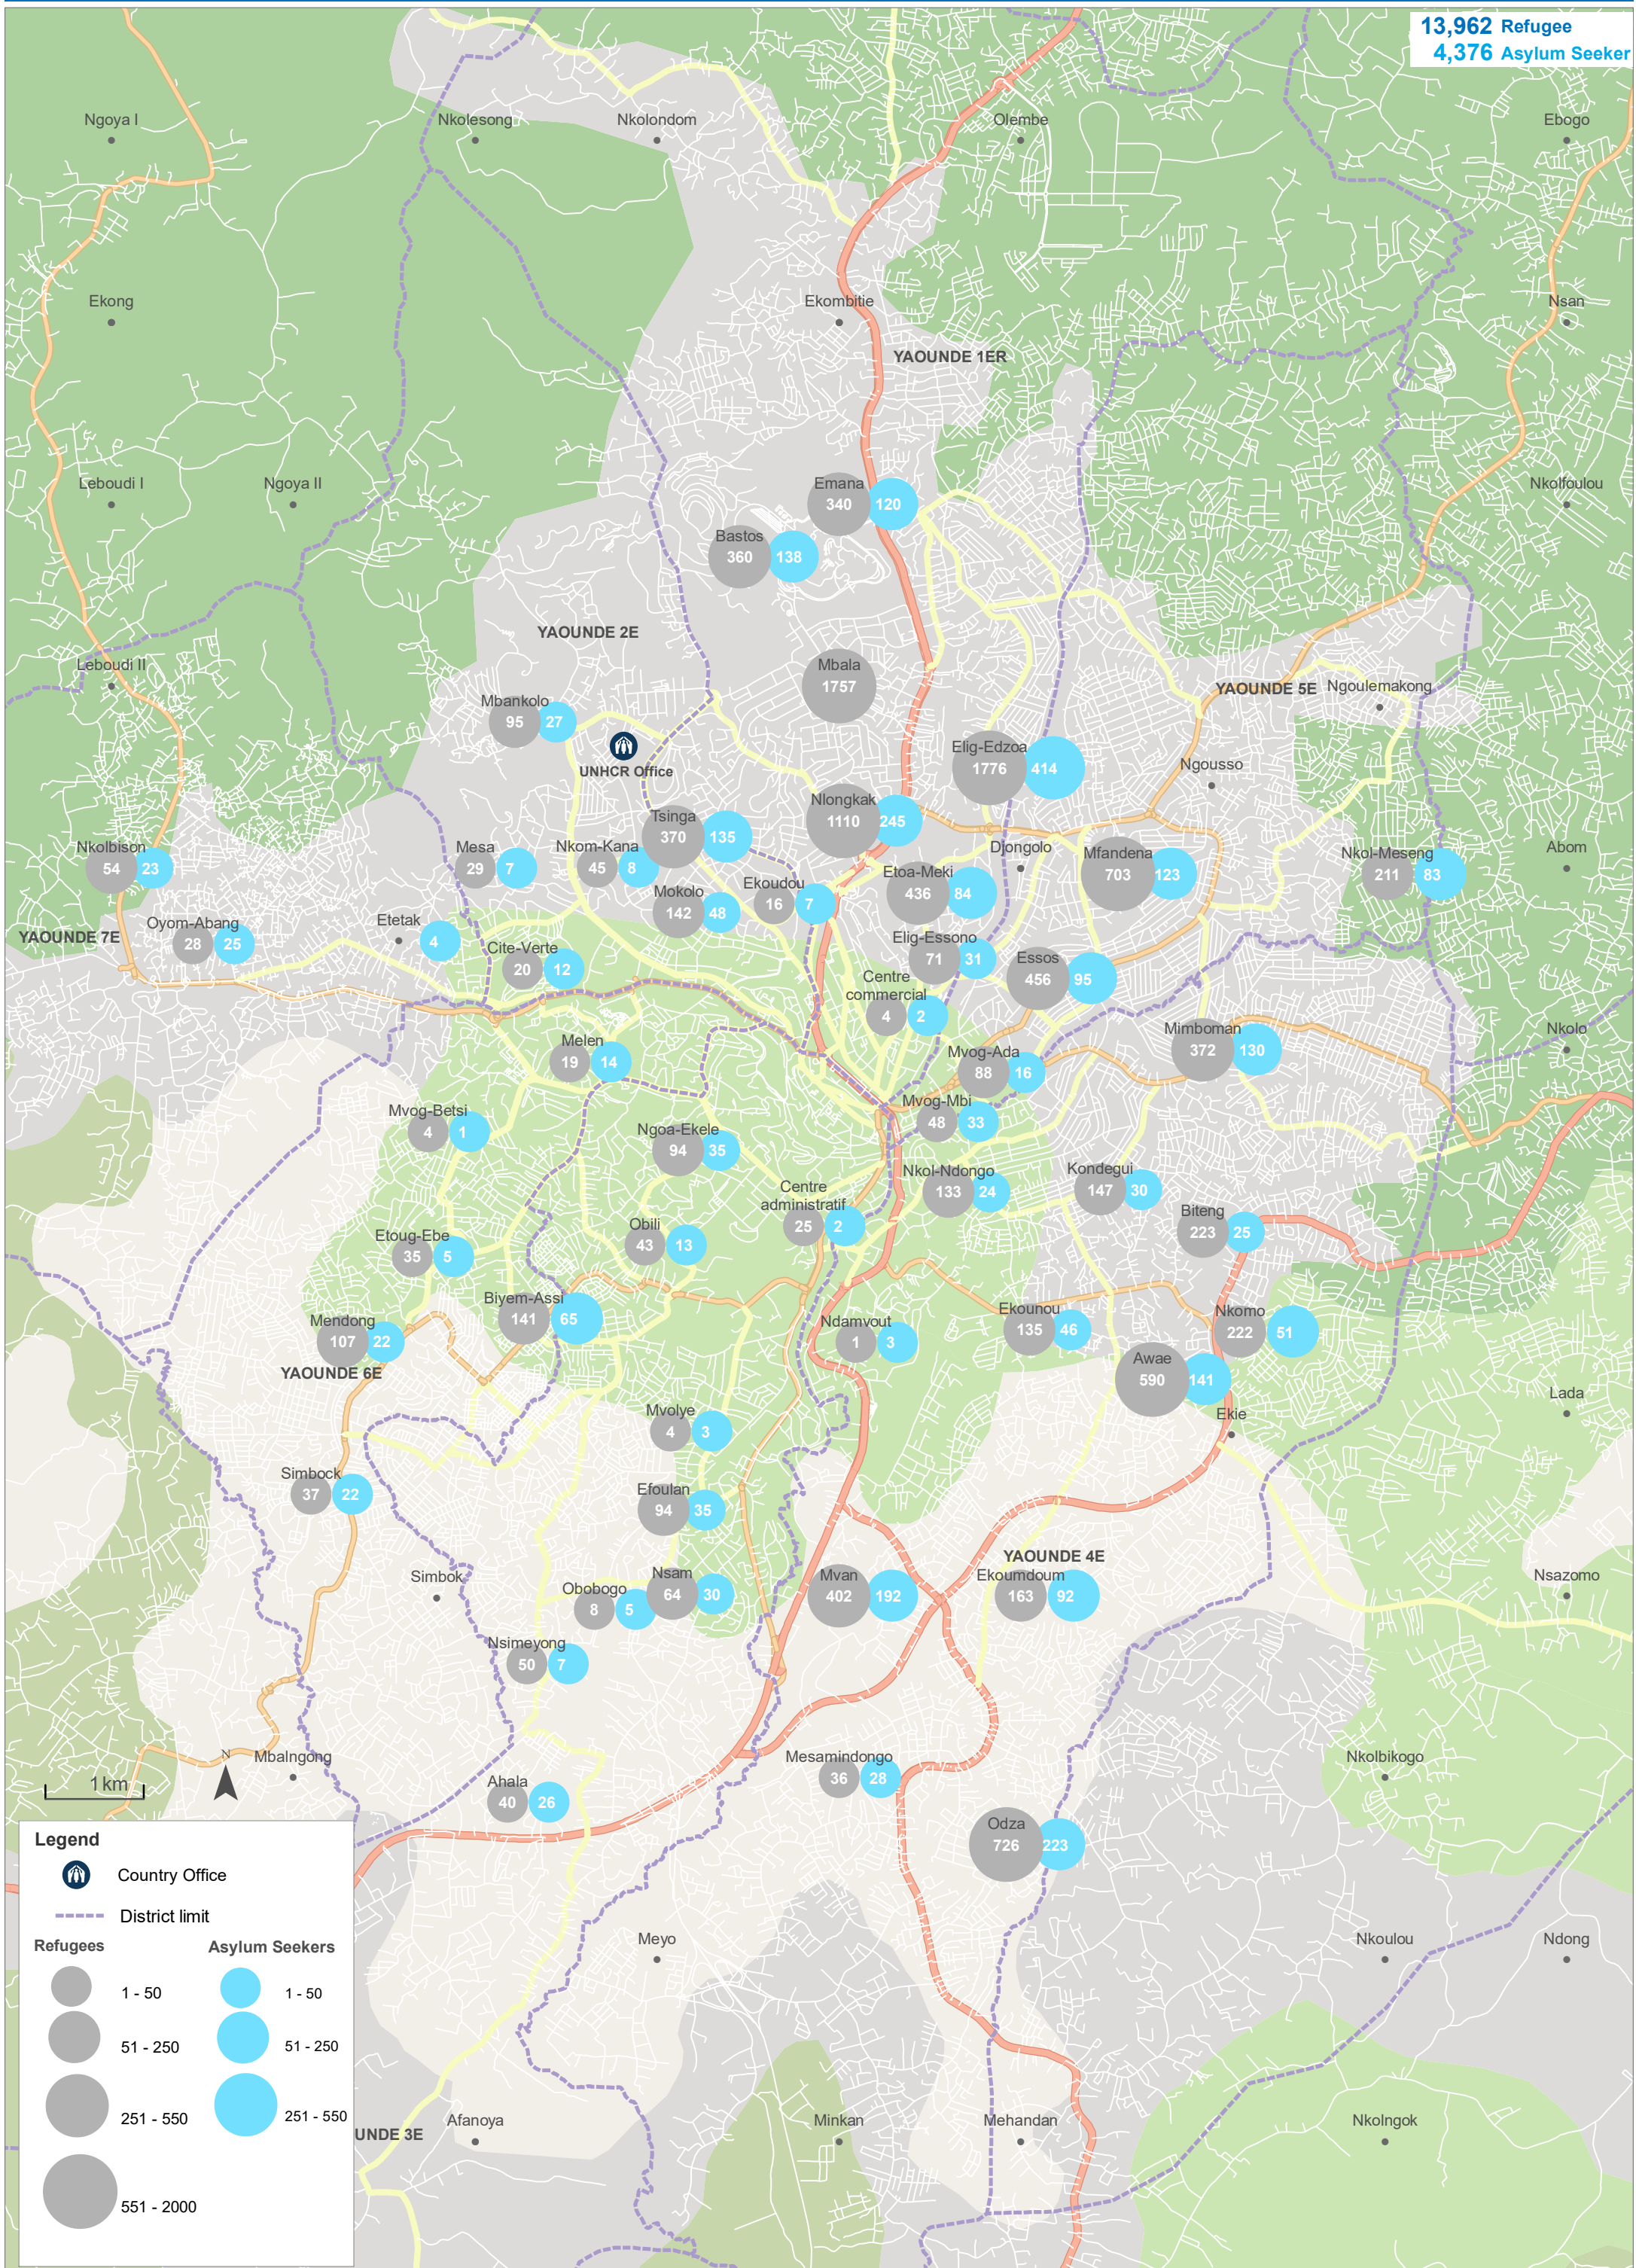 13,962 Refugee
4,376 Asylum Seeker
Ngoya I
Nkolesong
Nkolondom
Olembe
Ebogo
Ekong
Ekombitie
Nsan
YAOUNDE 1ER
Leboudi I
Ngoya II
Emana
340 120
Nkolfoulou
Bastos
360 138
YAOUNDE 2E
Leboudi II
Mbala
1757
YAOUNDE 5E
Ngoulemakong
Mbankolo
95 27
UNHCR Office
Elig-Edzoa
1776 414
Ngousso
Nlongkak
1110 245
Tsinga
370 135
Nkolbison
54 23
Mesa
29 7
Nkom-Kana
45 8
Djongolo
Mfandena
703 123
Nkol-Meseng
211 83
Abom
Etoa-Meki
436 84
Mokolo
142 48
Ekoudou
16 7
YAOUNDE 7E
Oyom-Abang
28 25
Etetak
4
Cite-Verte
20 12
Elig-Essono
71 31
Essos
456 95
Centre
commercial
4 2
Mimboman
372 130
Nkolo
Melen
19 14
Mvog-Ada
88 16
Mvog-Betsi
4 1
Mvog-Mbi
48 33
Ngoa-Ekele
94 35
Nkol-Ndongo
133 24
Kondegui
147 30
Centre
administratif
25 2
Biteng
223 25
Etoug-Ebe
35 5
Obili
43 13
Biyem-Assi
141 65
Mendong
107 22
YAOUNDE 6E
Ndamvout
1 3
Ekounou
135 46
Nkomo
222 51
Awae
590 141
Ekie
Lada
Mvolye
4 3
Simbock
37 22
Efoulan
94 35
YAOUNDE 4E
Simbok
Obobogo
8 5
Nsam
64 30
Mvan
402 192
Ekoumdoum
163 92
Nsazomo
Nsimeyong
50 7
N
Mbalngong
1 km
Ahala
40 26
Mesamindongo
36 28
Nkolbikogo
Odza
726 223
Legend
Country Office
District limit
Refugees Asylum Seekers
1 - 50 1 - 50
51 - 250 51 - 250
251 - 550 251 - 550
551 - 2000
Meyo
Nkoulou
Ndong
UNDE 3E
Afanoya
Minkan
Mehandan
Nkolngok